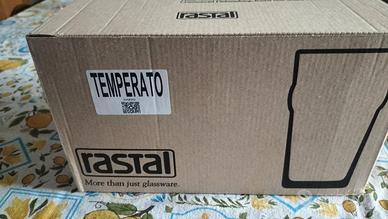 rastal
TEMPERATO
rastal
More than just glassware.